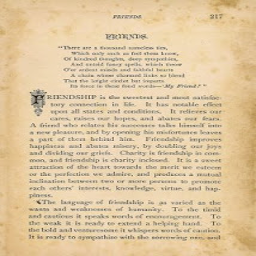 FRIENDS. 217
FRIENDS.
"There are a thousand nameless ties,
Which only such as feel them know,
Of kindred thoughts, deep sympathies,
And untold fancy spells, which throw
O'er ardent minds and faithful hearts
A chain whose charmed links so blend
That the light circlet but imparts
Its force in these fond words—'My Friend!'"
FRIENDSHIP is the sweetest and most satisfac-
tory connection in life. It has notable effect
upon all states and conditions. It relieves our
cares, raises our hopes, and abates our fears.
A friend who relates his successes talks himself into
a new pleasure, and by opening his misfortunes leaves
a part of them behind him. Friendship improves
happiness and abates misery, by doubling our joys
and dividing our griefs. Charity is friendship in com-
mon, and friendship is charity inclosed. It is a sweet
attraction of the heart towards the merit we esteem
or the perfection we admire, and produces a mutual
inclination between two or more persons to promote
each others' interests, knowledge, virtue, and hap-
piness.
The language of friendship is as varied as the
wants and weaknesses of humanity. To the timid
and cautious it speaks words of encouragement. To
the weak it is ready to extend a helping hand. To
the bold and venturesome it whispers words of caution.
It is ready to sympathize with the sorrowing one, and